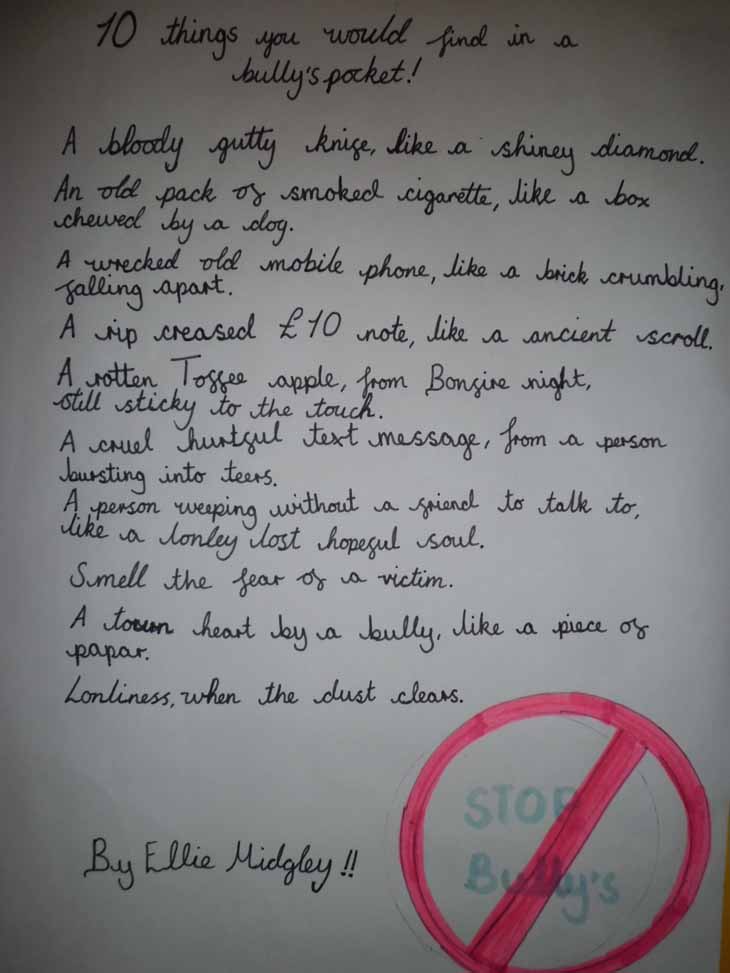 10 things you would find in a
bully's pocket!
A bloody gutty knife, like a shiney diamond.
An old pack of smoked cigarette, like a box
chewed by a dog.
A wrecked old mobile phone, like a brick crumbling,
falling apart.
A rip creased £10 note, like a ancient scroll.
A rotten Toffee apple, from Bonfire night,
still sticky to the touch.
A cruel hurtful text message, from a person
bursting into teers.
A person weeping without a friend to talk to,
like a lonley lost hopeful soul.
Smell the fear of a victim.
A town heart by a bully, like a piece of
papar.
Lonliness, when the dust clears.
STOP
Bully's
By Ellie Midgley !!